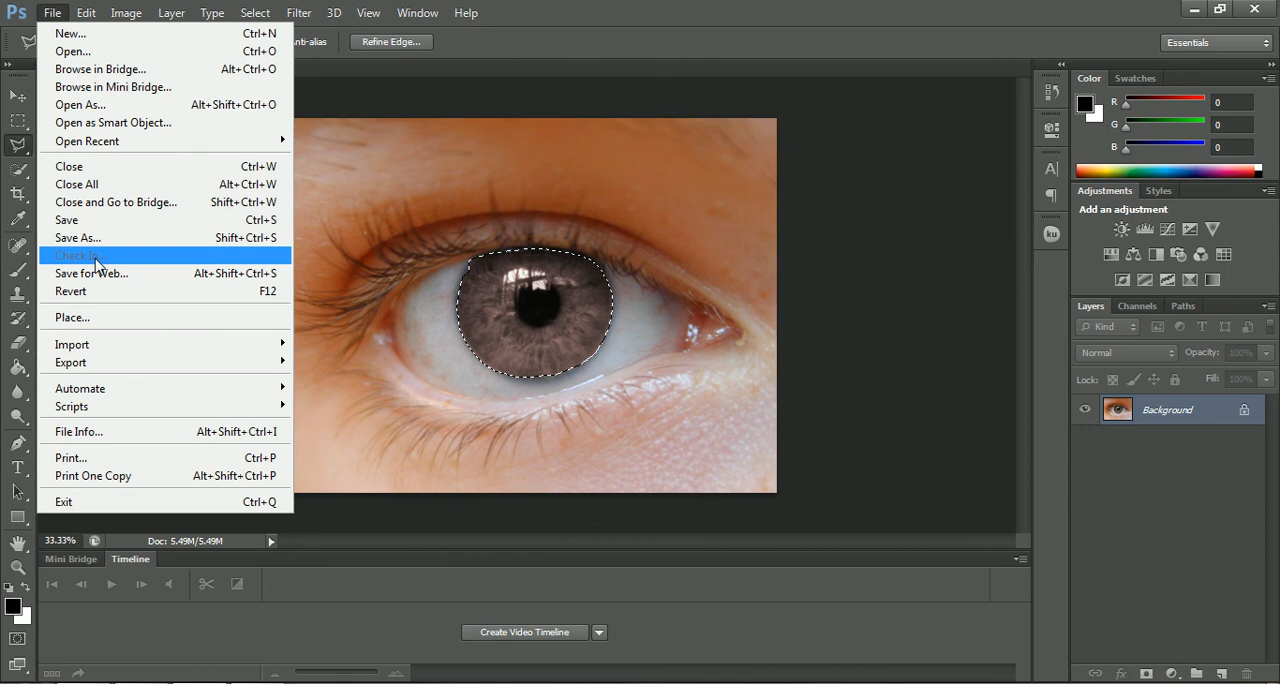 Ps File Edit Image Layer Type Select Filter 3D View Window Help
nti-alias Refine Edge... Essentials
New... Ctrl+N
Open... Ctrl+O
Browse in Bridge... Alt+Ctrl+O
Browse in Mini Bridge...
Open As... Alt+Shift+Ctrl+O
Open as Smart Object...
Open Recent
Close Ctrl+W
Close All Alt+Ctrl+W
Close and Go to Bridge... Shift+Ctrl+W
Save Ctrl+S
Save As... Shift+Ctrl+S
Check In...
Save for Web... Alt+Shift+Ctrl+S
Revert F12
Place...
Import
Export
Automate
Scripts
File Info... Alt+Shift+Ctrl+I
Print... Ctrl+P
Print One Copy Alt+Shift+Ctrl+P
Exit Ctrl+Q
33.33% Doc: 5.49M/5.49M
Mini Bridge Timeline
Create Video Timeline
Color Swatches
R 0
G 0
B 0
Adjustments Styles
Add an adjustment
Layers Channels Paths
Kind
Normal Opacity: 100%
Lock: Fill: 100%
Background